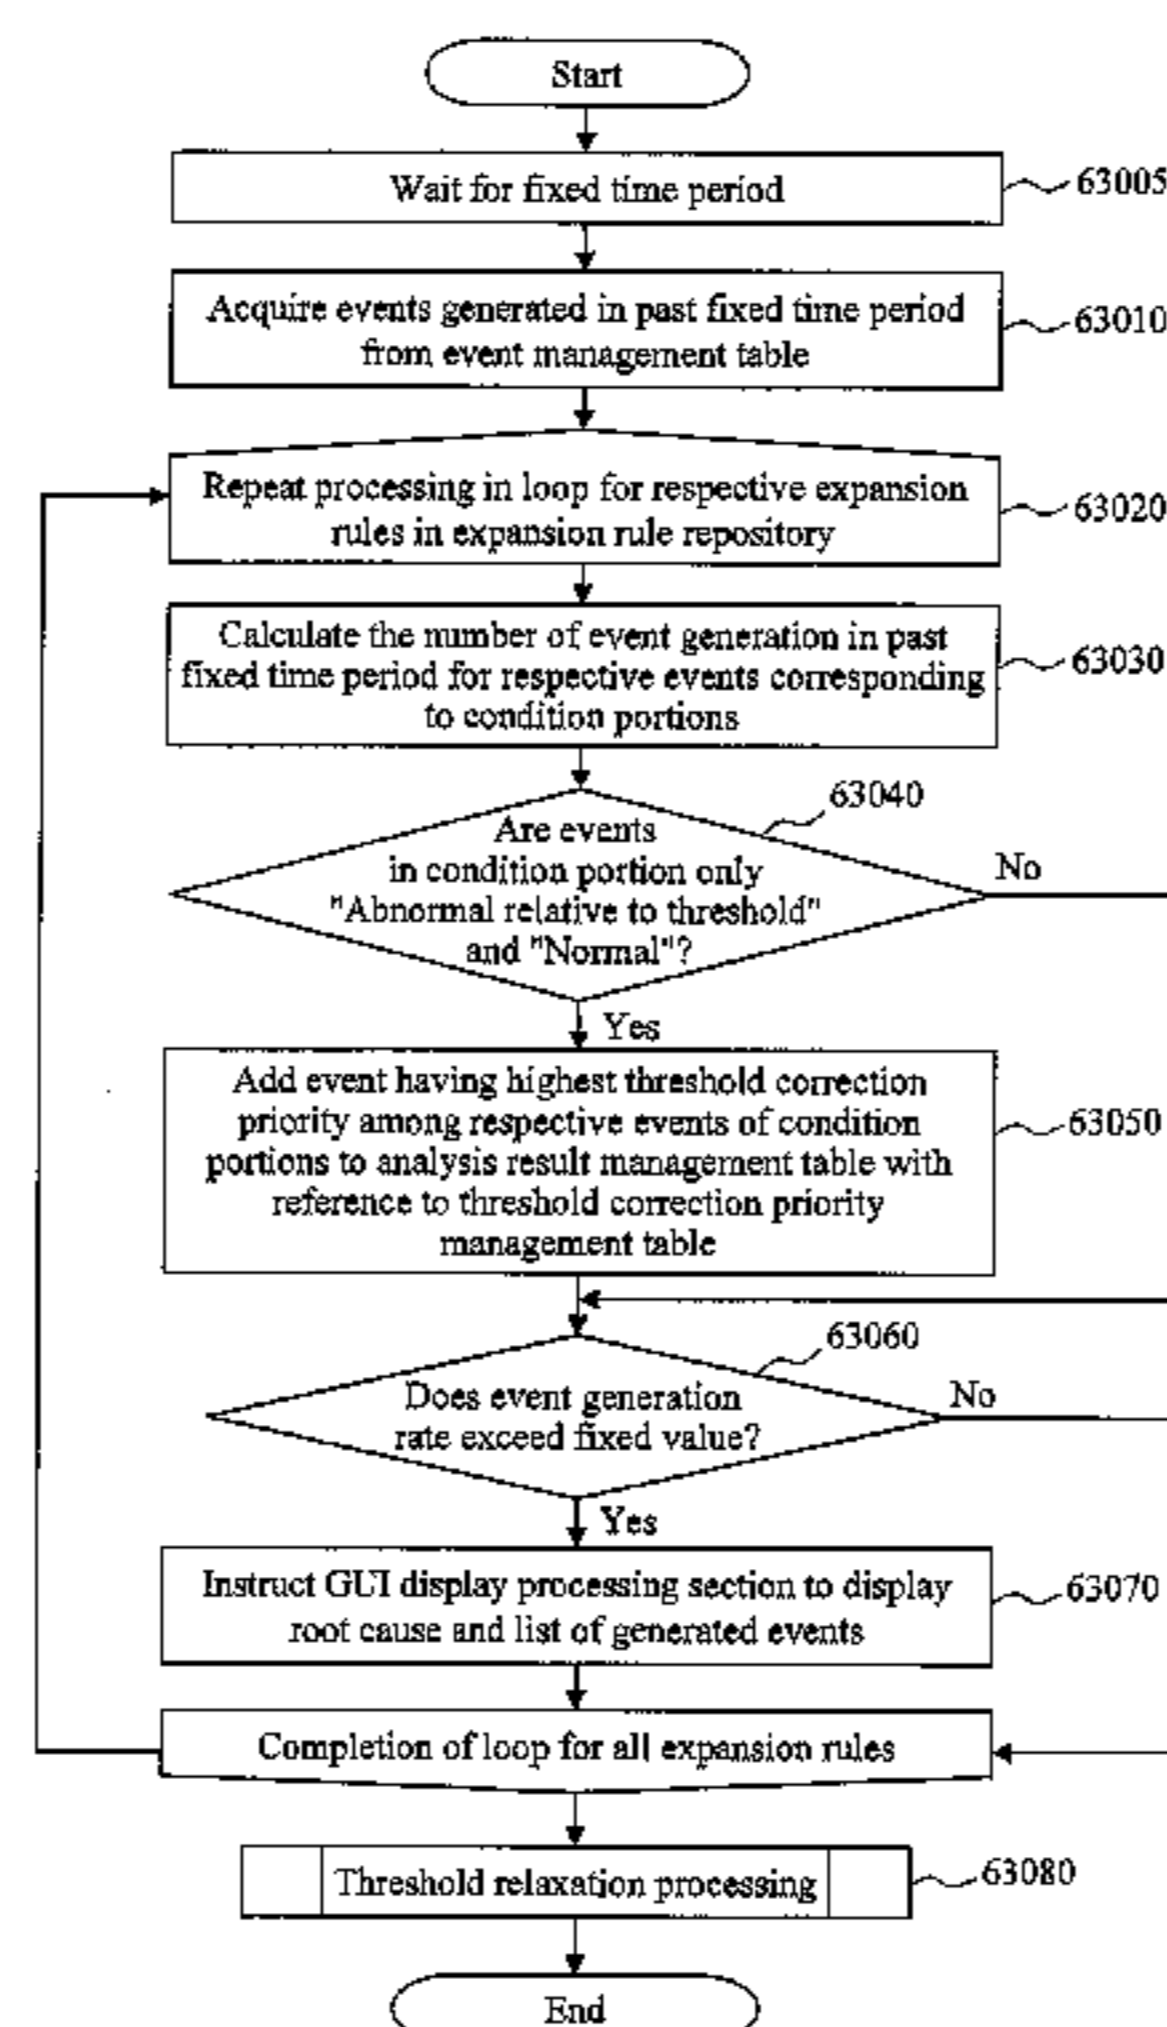 Start
Wait for fixed time period
63005
Acquire events generated in past fixed time period
from event management table
63010
Repeat processing in loop for respective expansion
rules in expansion rule repository
63020
Calculate the number of event generation in past
fixed time period for respective events corresponding
to condition portions
63030
63040
Are events
in condition portion only
"Abnormal relative to threshold"
and "Normal"?
No
Yes
Add event having highest threshold correction
priority among respective events of condition
portions to analysis result management table with
reference to threshold correction priority
management table
63050
63060
Does event generation
rate exceed fixed value?
No
Yes
Instruct GUI display processing section to display
root cause and list of generated events
63070
Completion of loop for all expansion rules
Threshold relaxation processing
63080
End